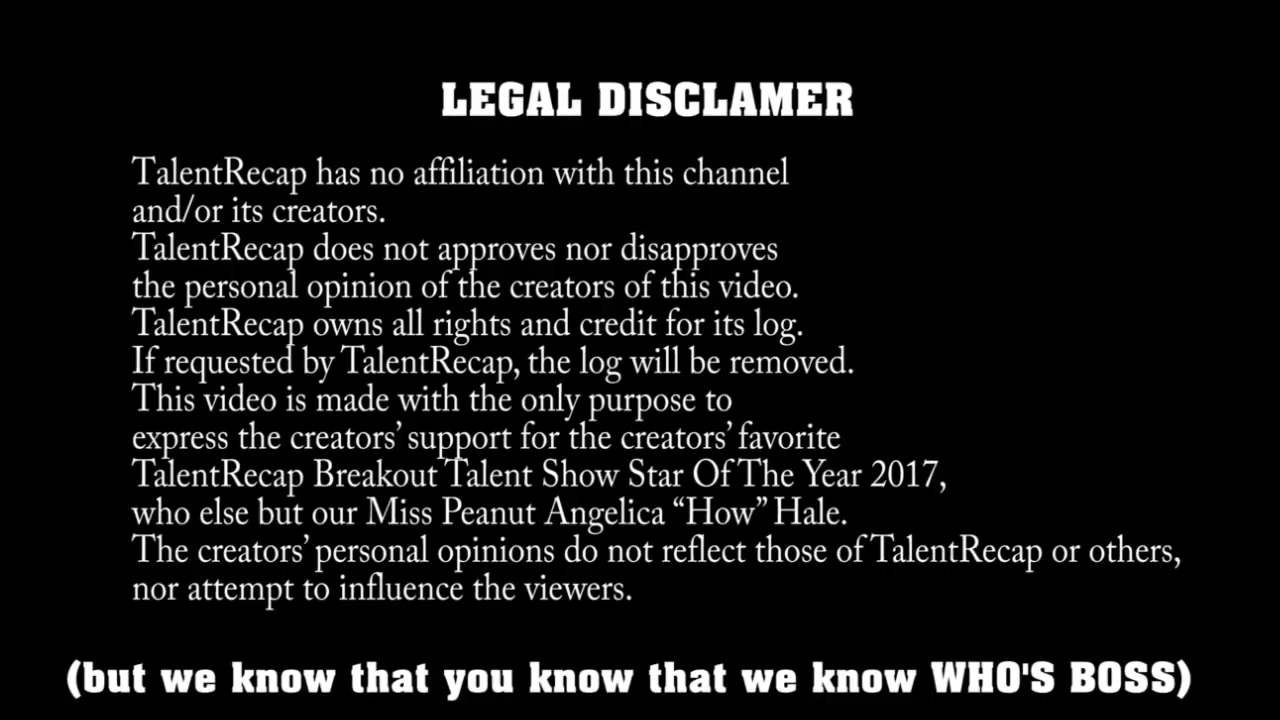 LEGAL DISCLAMER
TalentRecap has no affiliation with this channel
and/or its creators.
TalentRecap does not approves nor disapproves
the personal opinion of the creators of this video.
TalentRecap owns all rights and credit for its log.
If requested by TalentRecap, the log will be removed.
This video is made with the only purpose to
express the creators’ support for the creators’ favorite
TalentRecap Breakout Talent Show Star Of The Year 2017,
who else but our Miss Peanut Angelica “How” Hale.
The creators’ personal opinions do not reflect those of TalentRecap or others,
nor attempt to influence the viewers.
(but we know that you know that we know WHO'S BOSS)